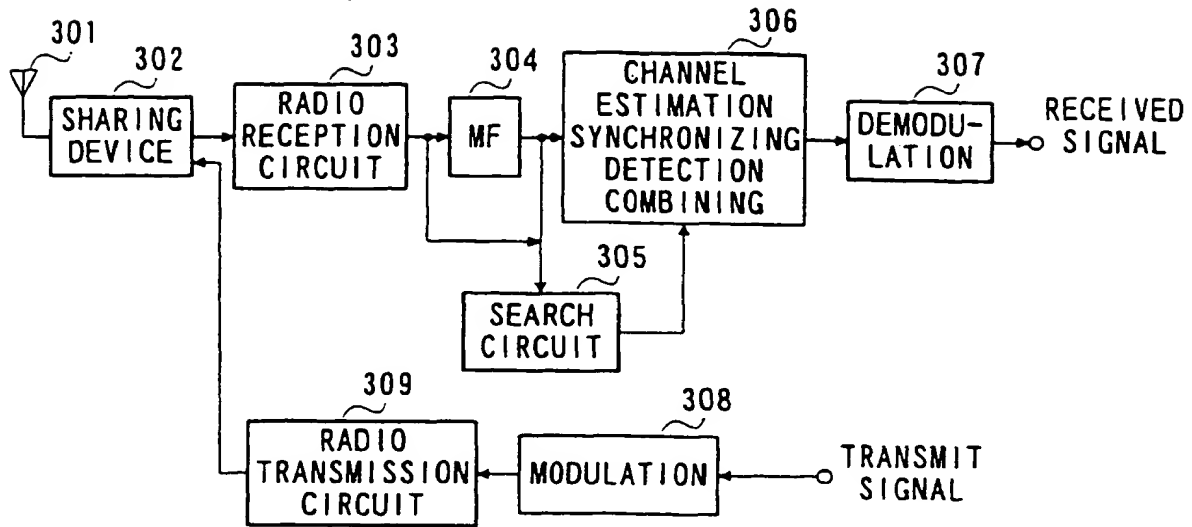 301
302
SHARING
DEVICE
303
RADIO
RECEPTION
CIRCUIT
304
MF
306
CHANNEL
ESTIMATION
SYNCHRONIZING
DETECTION
COMBINING
307
DEMODU-
LATION
RECEIVED
SIGNAL
305
SEARCH
CIRCUIT
309
RADIO
TRANSMISSION
CIRCUIT
308
MODULATION
TRANSMIT
SIGNAL